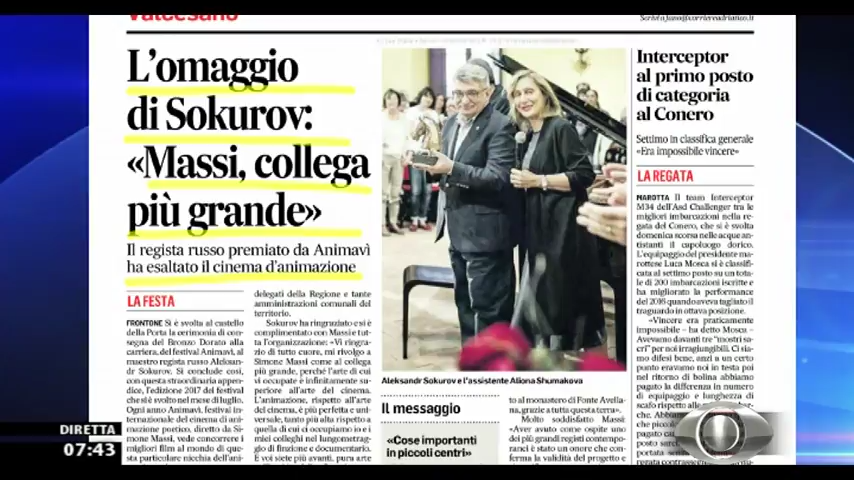 Valcesano
L'omaggio
di Sokurov:
«Massi, collega
più grande»
Il regista russo premiato da Animavì
ha esaltato il cinema d'animazione
LA FESTA
FRONTONE Si è svolta al castello
della Porta la cerimonia di con-
segna del Bronzo Dorato alla
carriera, del festival Animavì, al
maestro regista russo Aleksan-
dr Sokurov. Si conclude così,
con questa straordinaria appen-
dice, l'edizione 2017 del festival
che si è svolto nel mese di luglio.
Ogni anno Animavì, festival in-
ternazionale del cinema di ani-
mazione poetico, diretto da Si-
mone Massi, vede concorrere i
migliori film al mondo di que-
sta particolare nicchia dell'ani-
delegati della Regione e tante
amministrazioni comunali del
territorio.
Sokurov ha ringraziato e si è
complimentato con Massi e tut-
ta l'organizzazione: «Vi ringra-
zio di tutto cuore, mi rivolgo a
Simone Massi come al collega
più grande, perché l'arte di cui
vi occupate è infinitamente su-
periore all'arte del cinema.
L'animazione, rispetto all'arte
del cinema, è più perfetta e uni-
versale, tanto più alta rispetto a
quella di cui ci occupiamo io e i
miei colleghi nel lungometrag-
gio di finzione e documentario.
E voi siete più avanti, pura arte
Aleksandr Sokurov e l'assistente Aliona Shumakova
Il messaggio
«Cose importanti
in piccoli centri»
to al monastero di Fonte Avella-
na, grazie a tutta questa terra».
Molto soddisfatto Massi:
«Aver avuto come ospite uno
dei più grandi registi contempo-
ranei è stato un onore che con-
ferma la validità del progetto e
Interceptor
al primo posto
di categoria
al Conero
Settimo in classifica generale
«Era impossibile vincere»
LA REGATA
MAROTTA Il team Interceptor
M34 dell'Asd Challenger tra le
migliori imbarcazioni nella re-
gata del Conero, che si è svolta
domenica scorsa nelle acque an-
tistanti il capoluogo dorico.
L'equipaggio del presidente ma-
rottese Luca Mosca si è classifi-
cato al settimo posto su un tota-
le di 200 imbarcazioni iscritte e
ha migliorato la performance
del 2016 quando aveva tagliato il
traguardo in ottava posizione.
«Vincere era praticamente
impossibile – ha detto Mosca –
Avevamo davanti tre "mostri sa-
cri" per noi irraggiungibili. Ci sia-
mo difesi bene, anzi a un certo
punto eravamo noi in testa poi
nel ritorno di bolina abbiamo
pagato la differenza in numero
di equipaggio e lunghezza di
scafo rispetto alle
DIRETTA
07:43